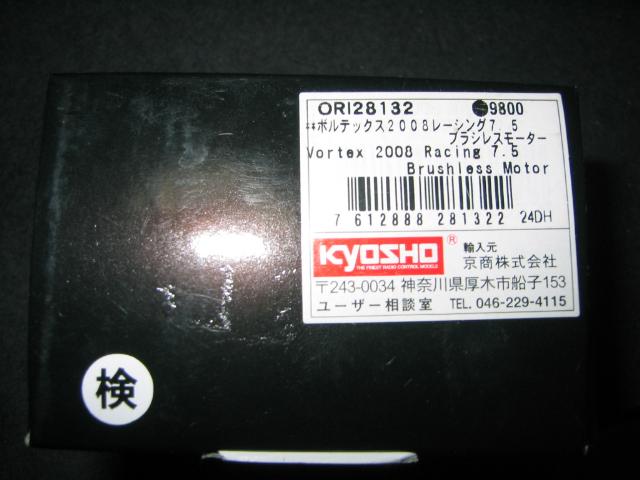 ORI28132 ●9800
**ボルテックス2008レーシング7.5
ブラシレスモーター
Vortex 2008 Racing 7.5
Brushless Motor
7 612888 281322 24DH
KYOSHO ®
THE FINEST RADIO CONTROL MODELS
輸入元
京商株式会社
〒243-0034 神奈川県厚木市船子153
ユーザー相談室 TEL. 046-229-4115
検